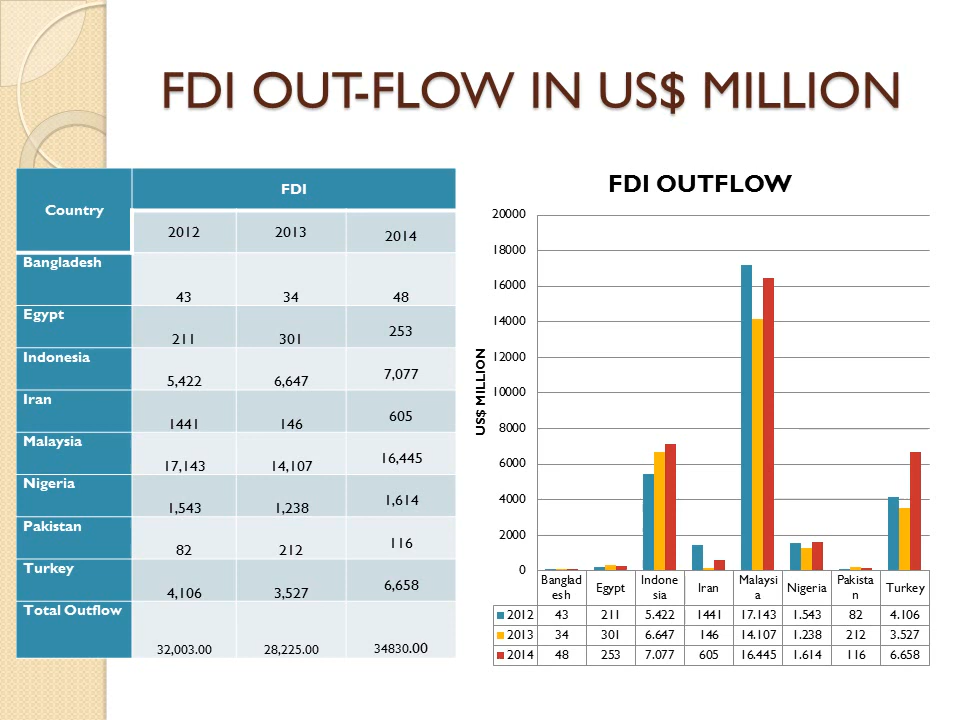 FDI OUT-FLOW IN US$ MILLION
Country
FDI
2012 2013 2014
Bangladesh 43 34 48
Egypt 211 301 253
Indonesia 5,422 6,647 7,077
Iran 1441 146 605
Malaysia 17,143 14,107 16,445
Nigeria 1,543 1,238 1,614
Pakistan 82 212 116
Turkey 4,106 3,527 6,658
Total Outflow 32,003.00 28,225.00 34830.00
FDI OUTFLOW
US$ MILLION
20000
18000
16000
14000
12000
10000
8000
6000
4000
2000
0
Banglad Egypt Indone Iran Malaysi Nigeria Pakista Turkey
esh sia a n
2012 43 211 5.422 1441 17.143 1.543 82 4.106
2013 34 301 6.647 146 14.107 1.238 212 3.527
2014 48 253 7.077 605 16.445 1.614 116 6.658